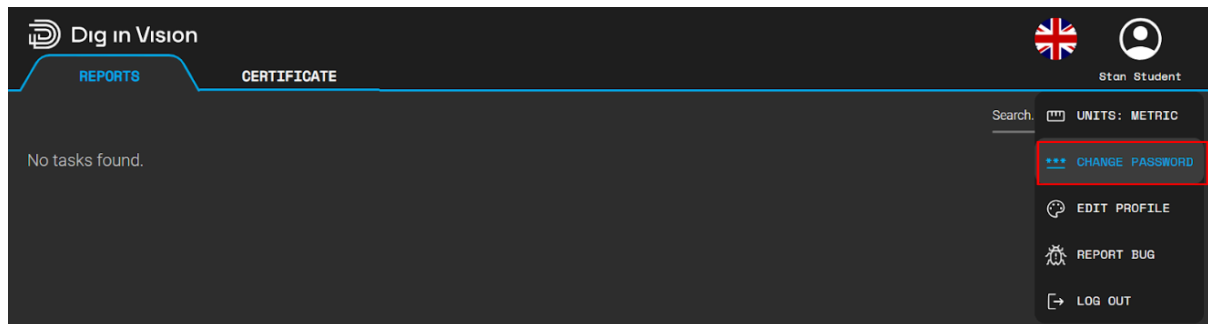 Dig in Vision
REPORTS
CERTIFICATE
Stan Student
Search.
UNITS: METRIC
No tasks found.
*** CHANGE PASSWORD
EDIT PROFILE
REPORT BUG
LOG OUT